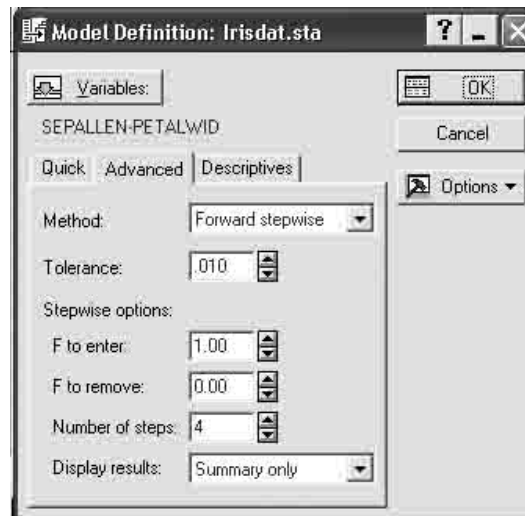 Model Definition: Irisdat.sta
Variables:
OK
SEPALLEN-PETALWID
Cancel
Quick Advanced Descriptives
Options
Method: Forward stepwise
Tolerance: .010
Stepwise options:
F to enter: 1.00
F to remove: 0.00
Number of steps: 4
Display results: Summary only